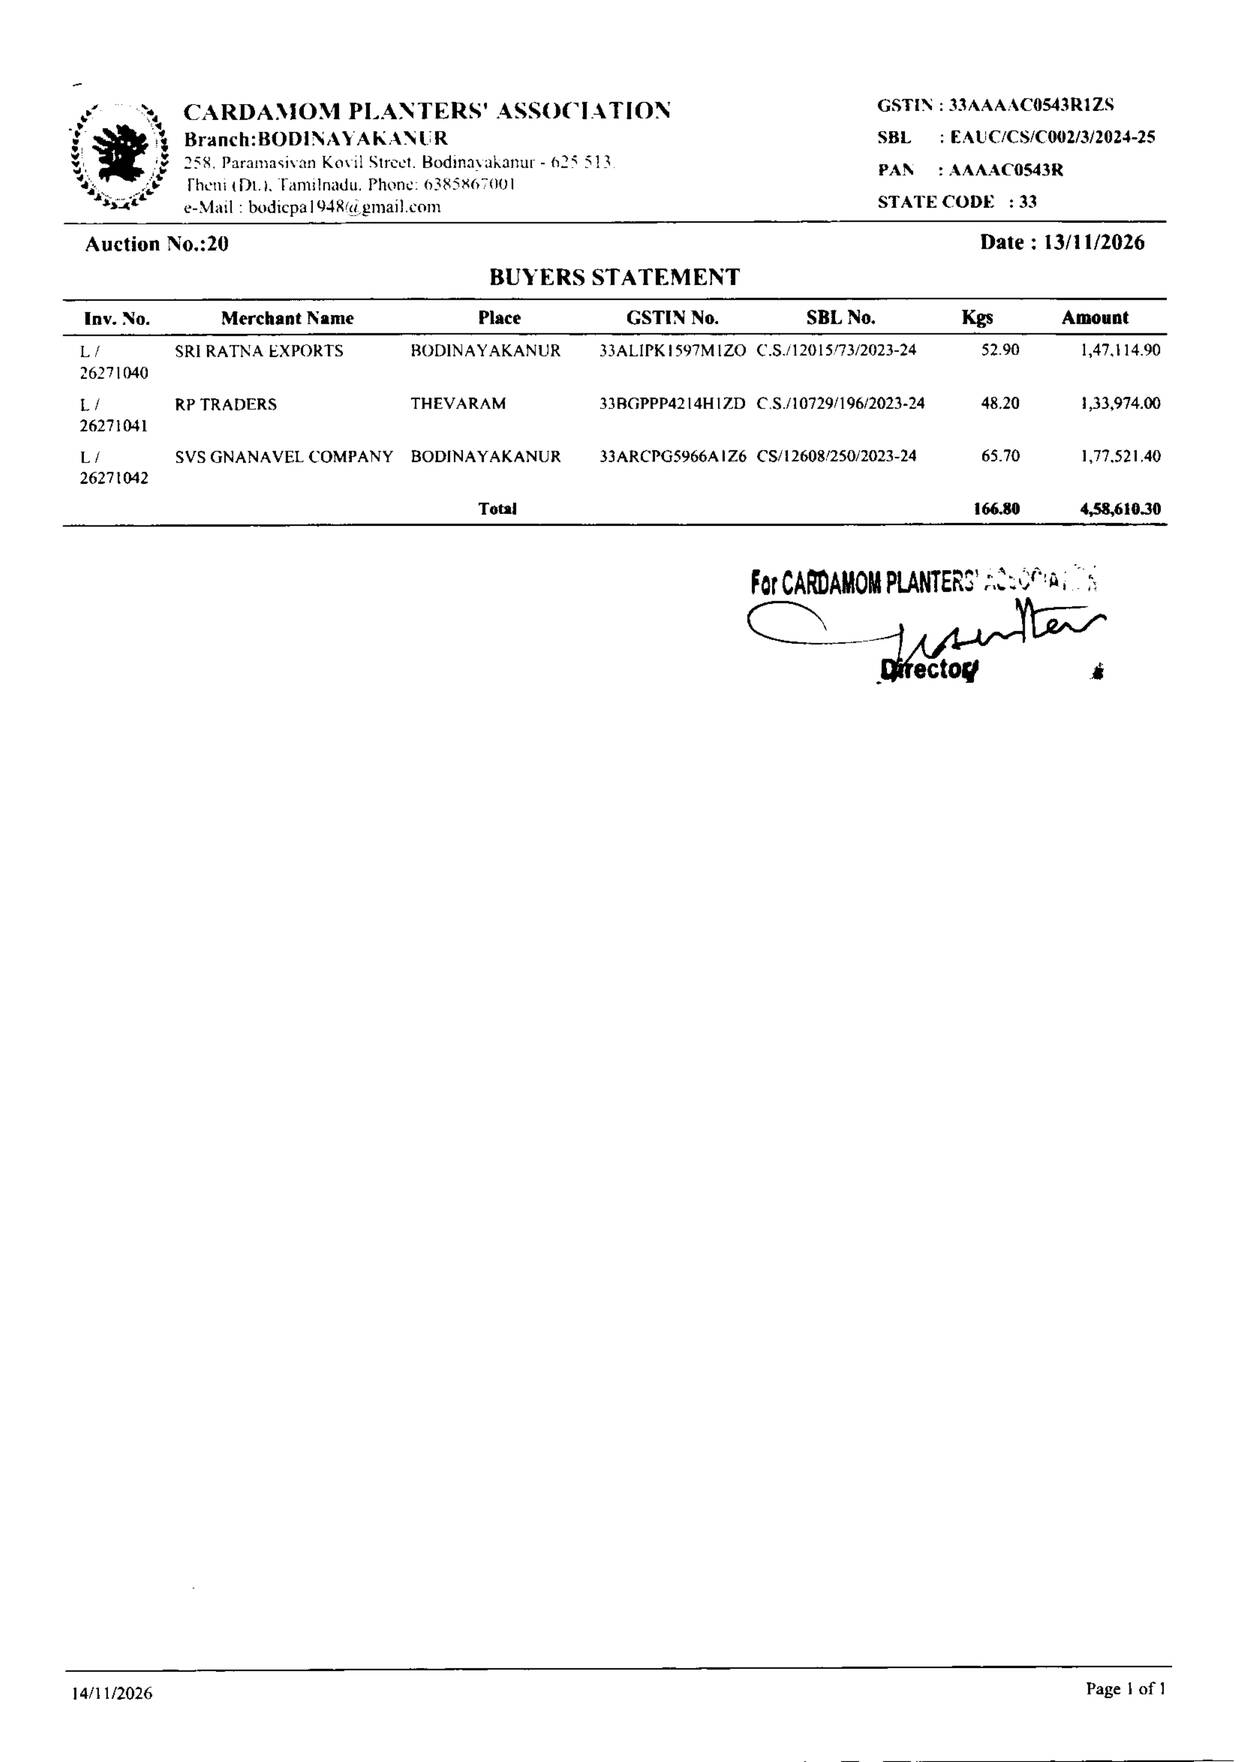 CARDAMOM PLANTERS' ASSOCIATION
Branch:BODINAYAKANUR
258, Paramasivan Kovil Street, Bodinayakanur - 625 513.
Theni (Dt.), Tamilnadu. Phone: 6385867001
e-Mail : bodicpa1948@gmail.com
GSTIN : 33AAAAC0543R1ZS
SBL : EAUC/CS/C002/3/2024-25
PAN : AAAAC0543R
STATE CODE : 33
Auction No.:20
Date : 13/11/2026
BUYERS STATEMENT
Inv. No. Merchant Name Place GSTIN No. SBL No. Kgs Amount
L / SRI RATNA EXPORTS BODINAYAKANUR 33ALIPK1597M1ZO C.S./12015/73/2023-24 52.90 1,47,114.90
26271040
L / RP TRADERS THEVARAM 33BGPPP4214H1ZD C.S./10729/196/2023-24 48.20 1,33,974.00
26271041
L / SVS GNANAVEL COMPANY BODINAYAKANUR 33ARCPG5966A1Z6 CS/12608/250/2023-24 65.70 1,77,521.40
26271042
Total 166.80 4,58,610.30
For CARDAMOM PLANTERS' ASSOCIATION
Director
14/11/2026
Page 1 of 1